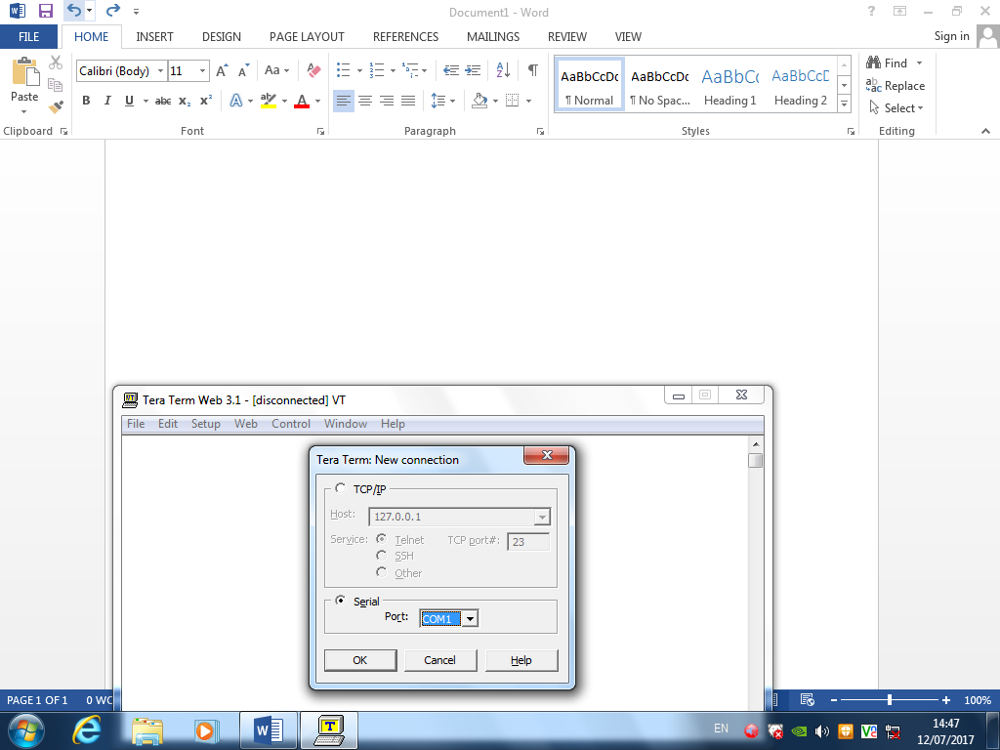 Document1 - Word
FILE HOME INSERT DESIGN PAGE LAYOUT REFERENCES MAILINGS REVIEW VIEW Sign in
Paste
Calibri (Body) 11 A A Aa
B I U abc x₂ x² A ab A
AaBbCcDc AaBbCcDc AaBbCc AaBbCcD
¶ Normal ¶ No Spac... Heading 1 Heading 2
Find
Replace
Select
Clipboard Font Paragraph Styles Editing
Tera Term Web 3.1 - [disconnected] VT
File Edit Setup Web Control Window Help
Tera Term: New connection
TCP/IP
Host: 127.0.0.1
Service: Telnet TCP port#: 23
SSH
Other
Serial
Port: COM1
OK Cancel Help
PAGE 1 OF 1 0 WC 100%
EN 14:47
12/07/2017